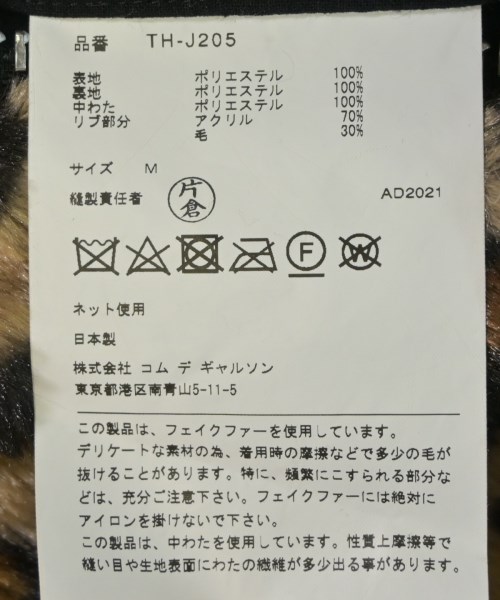 品番 TH-J205
表地 ポリエステル 100%
裏地 ポリエステル 100%
中わた ポリエステル 100%
リブ部分 アクリル 70%
毛 30%
サイズ M
縫製責任者 片倉 AD2021
F W
ネット使用
日本製
株式会社 コム デ ギャルソン
東京都港区南青山5-11-5
この製品は、フェイクファーを使用しています。
デリケートな素材の為、着用時の摩擦などで多少の毛が
抜けることがあります。特に、頻繁にこすられる部分な
どは、充分ご注意下さい。フェイクファーには絶対に
アイロンを掛けないで下さい。
この製品は、中わたを使用しています。性質上摩擦等で
縫い目や生地表面にわたの繊維が多少出る事があります。